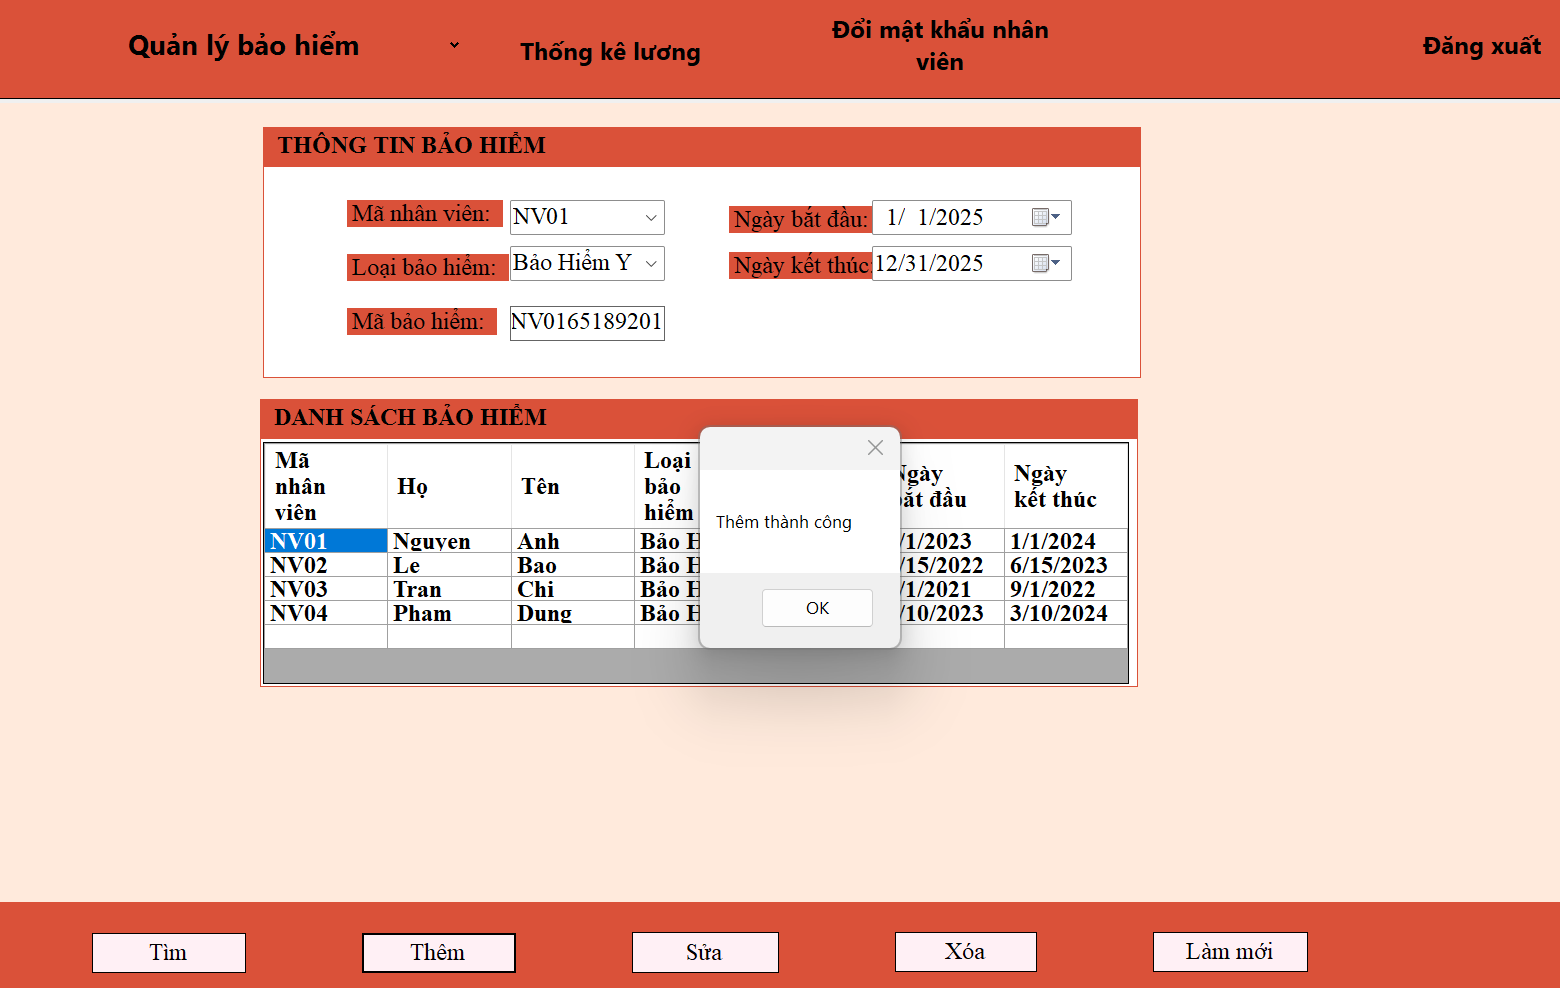 Quản lý bảo hiểm
Thống kê lương
Đổi mật khẩu nhân
viên
Đăng xuất
THÔNG TIN BẢO HIỂM
Mã nhân viên:
NV01
Ngày bắt đầu:
1/ 1/2025
Loại bảo hiểm:
Bảo Hiểm Y
Ngày kết thúc:
12/31/2025
Mã bảo hiểm:
NV0165189201
DANH SÁCH BẢO HIỂM
Mã
nhân
viên
Họ
Tên
Loại
bảo
hiểm
Ngày
bắt đầu
Ngày
kết thúc
NV01 Nguyen Anh Bảo H /1/2023 1/1/2024
NV02 Le Bao Bảo H /15/2022 6/15/2023
NV03 Tran Chi Bảo H /1/2021 9/1/2022
NV04 Pham Dung Bảo H /10/2023 3/10/2024
Thêm thành công
OK
Tìm
Thêm
Sửa
Xóa
Làm mới